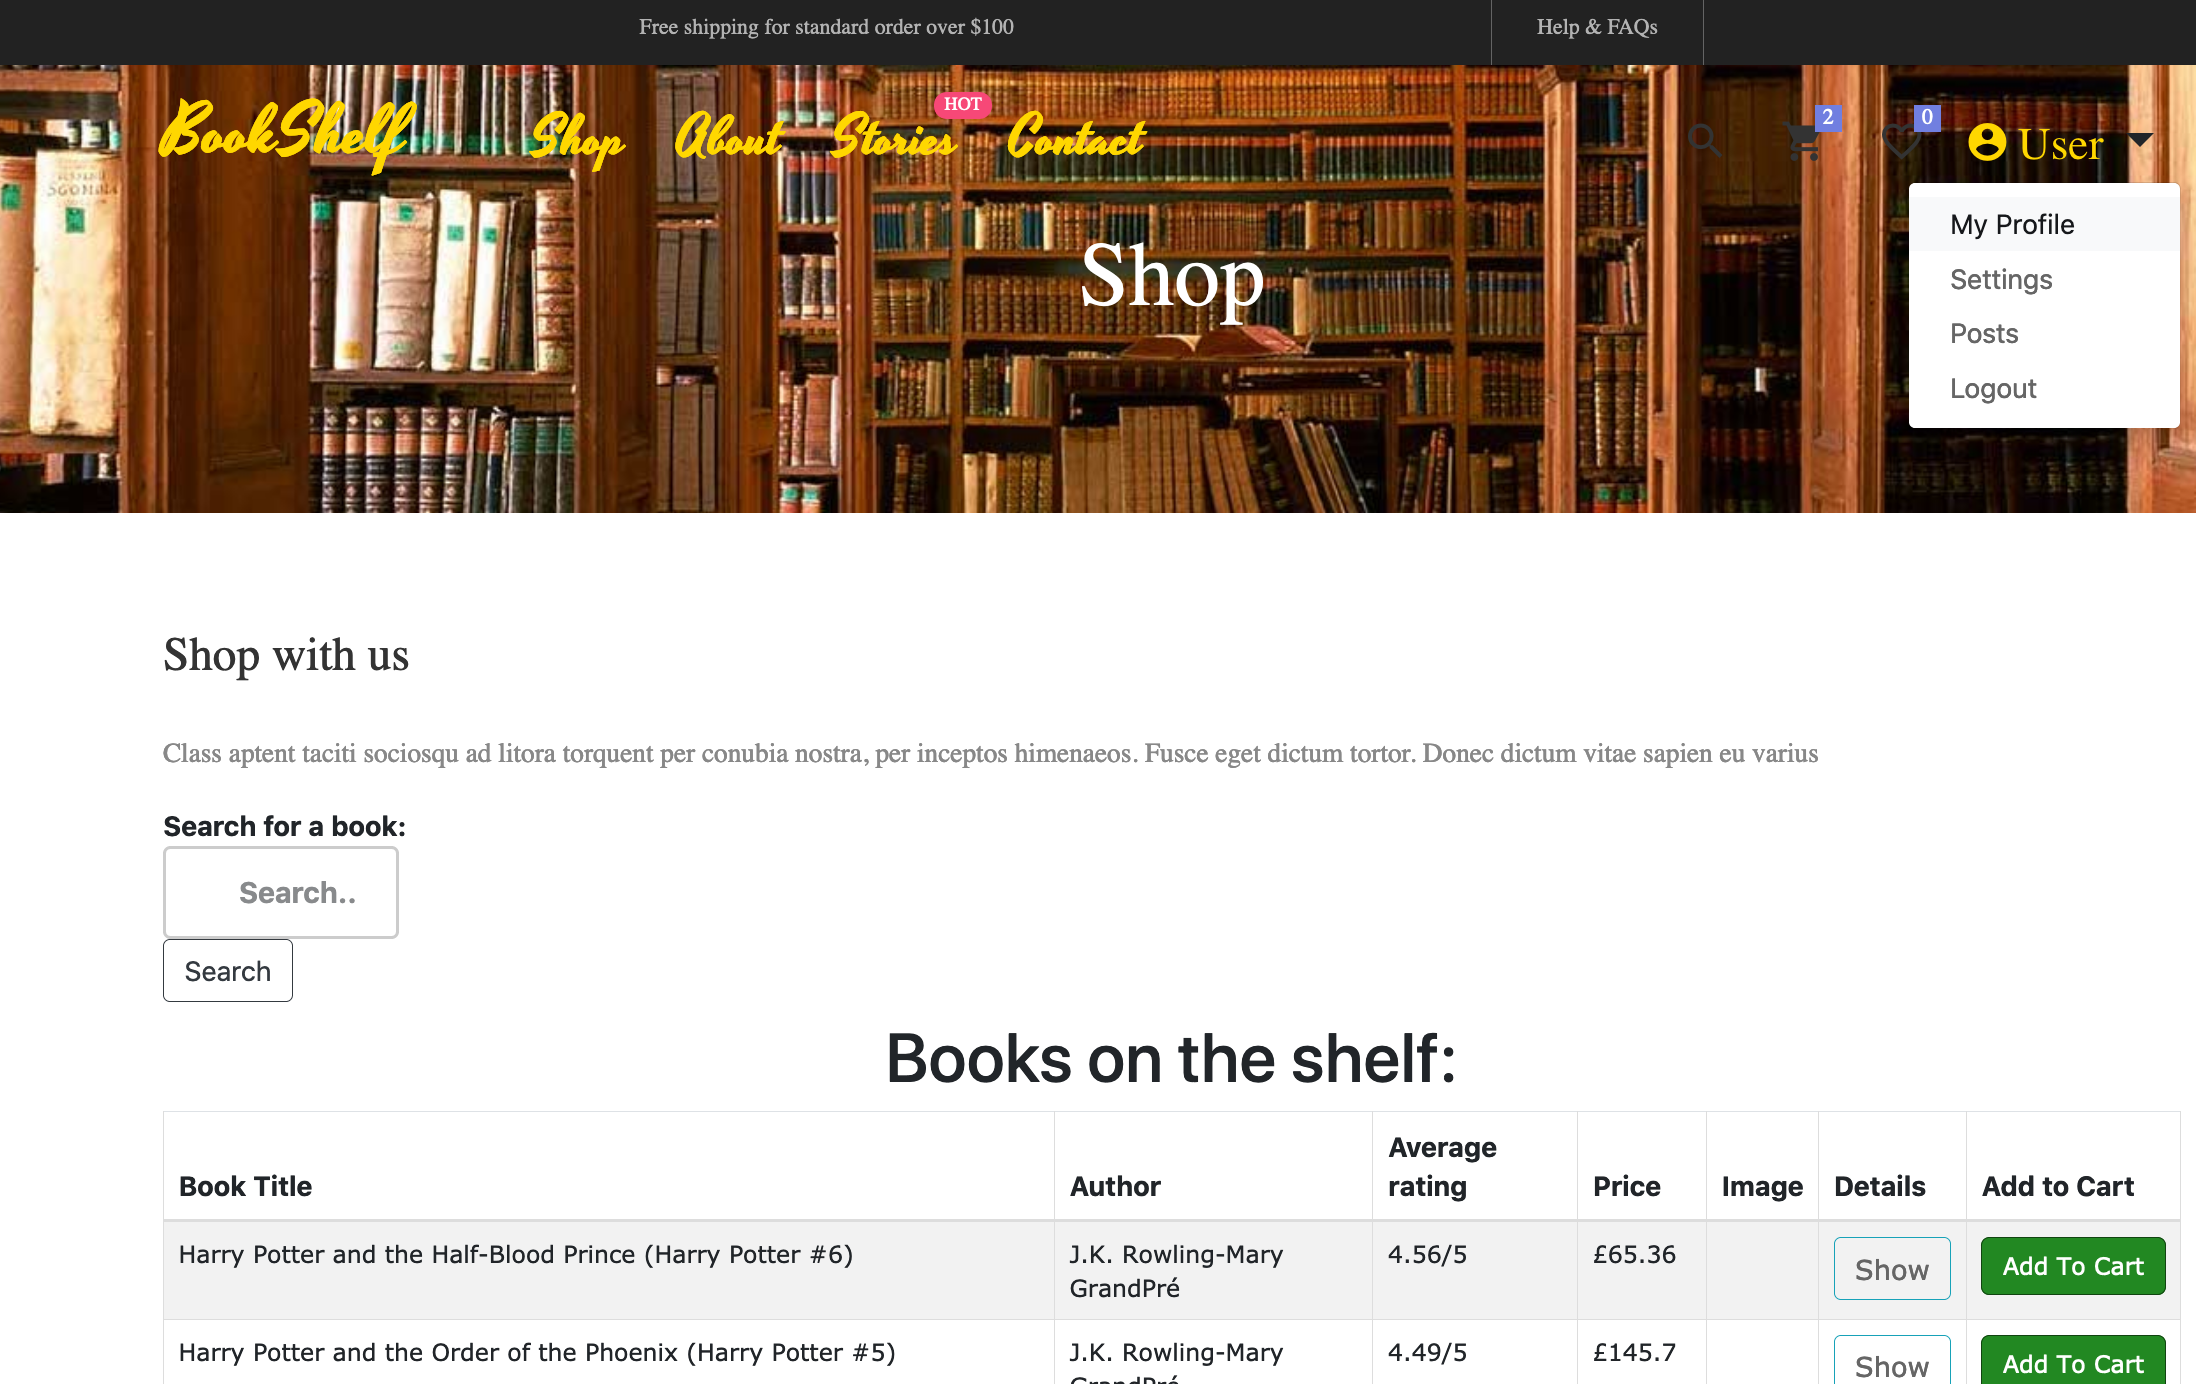 Free shipping for standard order over $100
Help & FAQs
BookShelf
Shop
About
Stories
HOT
Contact
2
0
User
My Profile
Settings
Posts
Logout
Shop
Shop with us
Class aptent taciti sociosqu ad litora torquent per conubia nostra, per inceptos himenaeos. Fusce eget dictum tortor. Donec dictum vitae sapien eu varius
Search for a book:
Search..
Search
Books on the shelf:
Book Title
Author
Average
rating
Price
Image
Details
Add to Cart
Harry Potter and the Half-Blood Prince (Harry Potter #6)
J.K. Rowling-Mary
GrandPré
4.56/5
£65.36
Show
Add To Cart
Harry Potter and the Order of the Phoenix (Harry Potter #5)
J.K. Rowling-Mary
GrandPré
4.49/5
£145.7
Show
Add To Cart